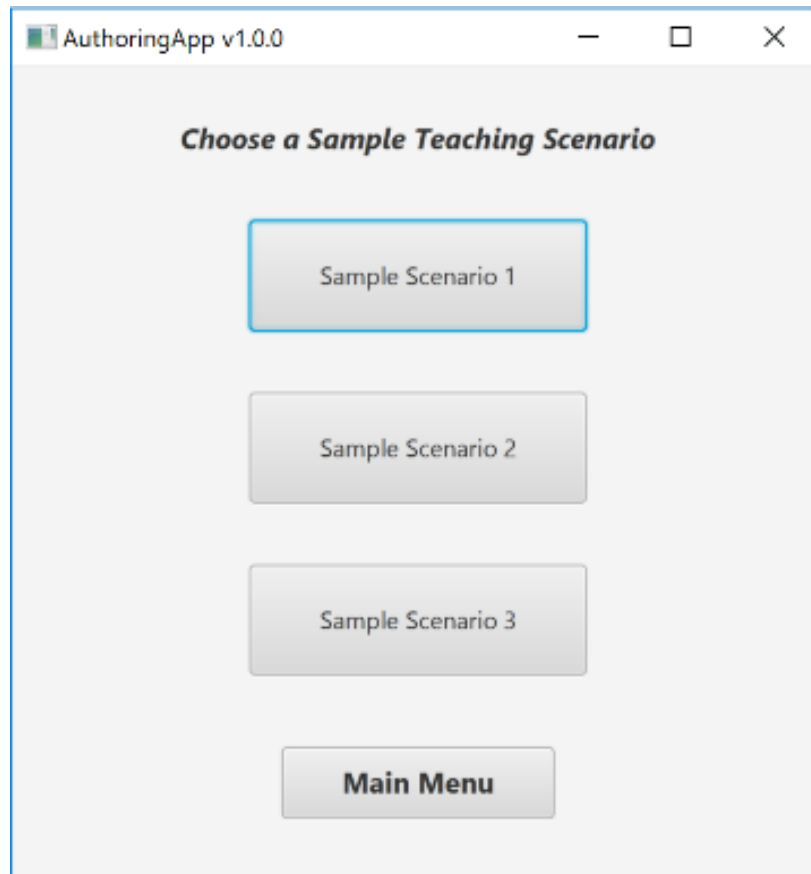 AuthoringApp v1.0.0
Choose a Sample Teaching Scenario
Sample Scenario 1
Sample Scenario 2
Sample Scenario 3
Main Menu